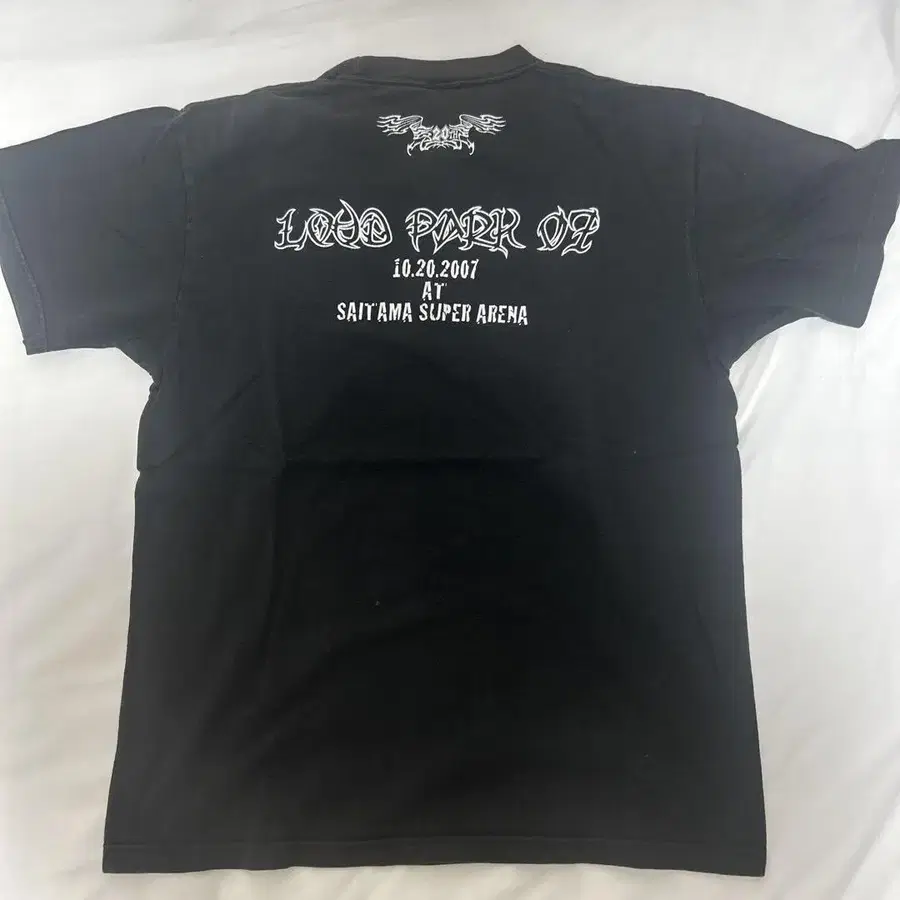 20TH
LOUD PARK 07
10.20.2007
AT
SAITAMA SUPER ARENA